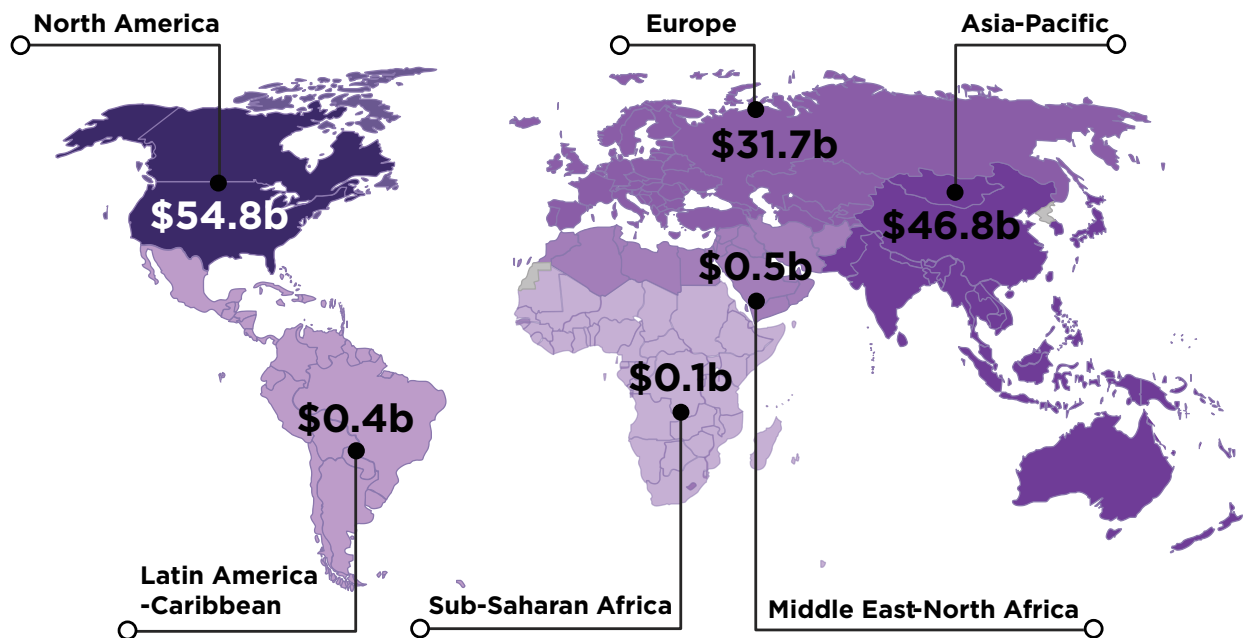 North America
Europe
Asia-Pacific
$31.7b
$54.8b
$46.8b
$0.5b
$0.1b
$0.4b
Latin America
-Caribbean
Sub-Saharan Africa
Middle East-North Africa